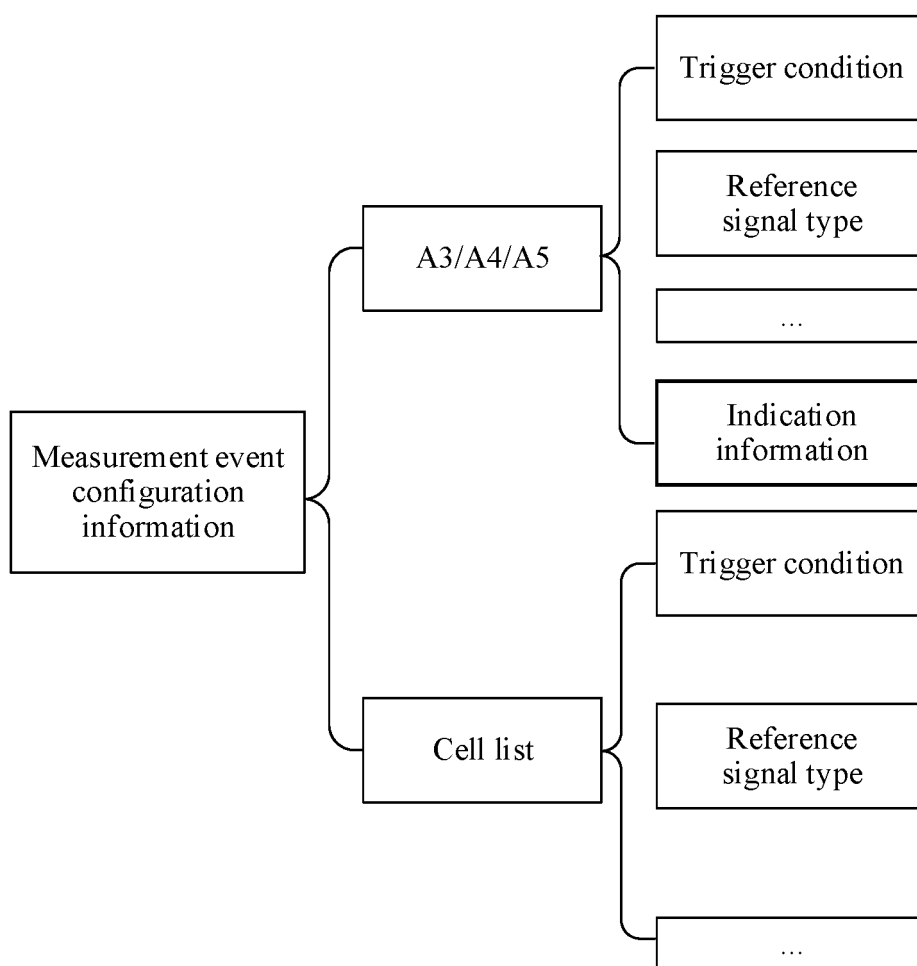 Trigger condition
Reference
signal type
A3/A4/A5
...
Indication
information
Measurement event
configuration
information
Trigger condition
Cell list
Reference
signal type
...